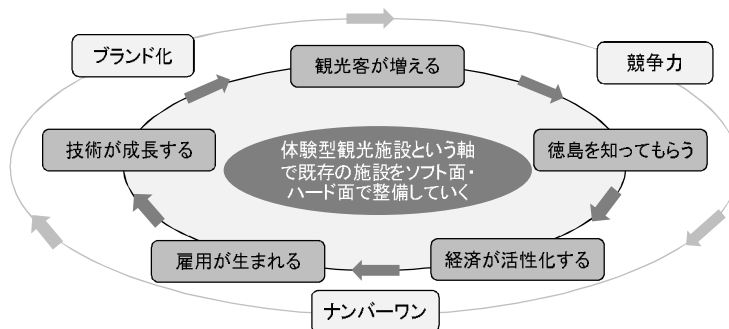 ブランド化
観光客が増える
競争力
技術が成長する
体験型観光施設という軸
で既存の施設をソフト面・
ハード面で整備していく
徳島を知ってもらう
雇用が生まれる
経済が活性化する
ナンバーワン